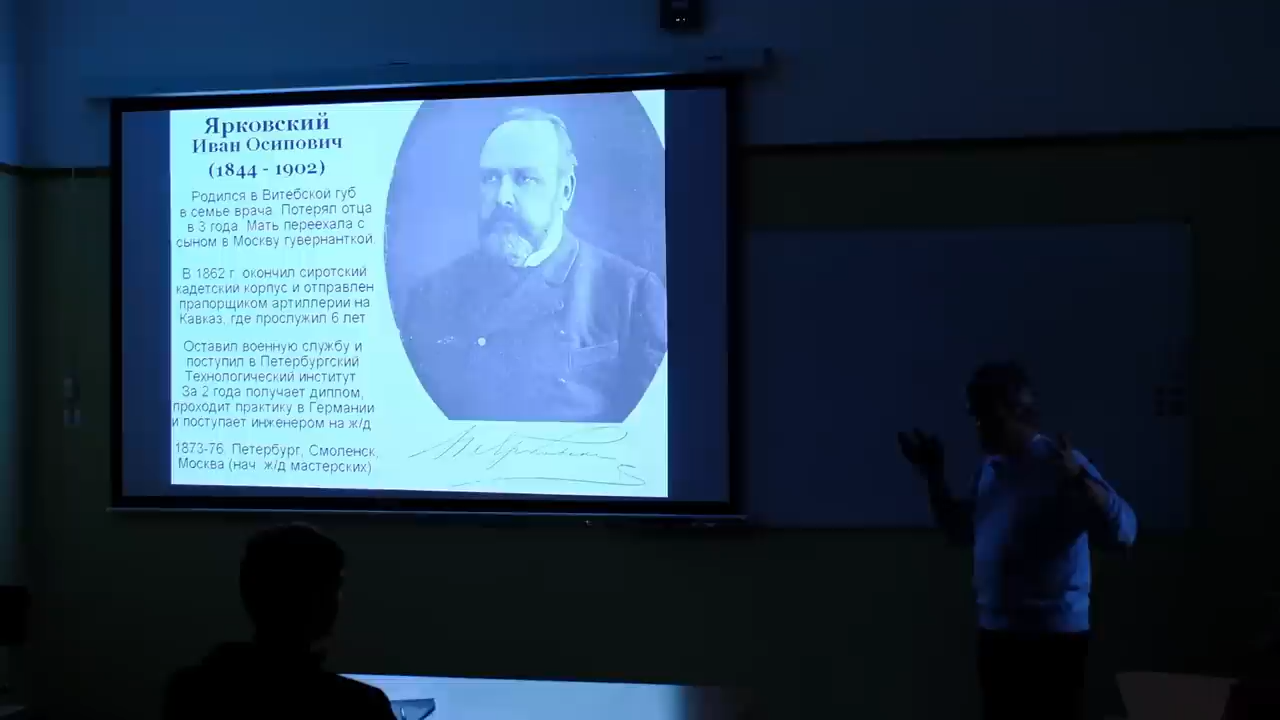 Ярковский
Иван Осипович
(1844 - 1902)
Родился в Витебской губ
в семье врача. Потерял отца
в 3 года. Мать переехала с
сыном в Москву гувернанткой.
В 1862 г. окончил сиротский
кадетский корпус и отправлен
прапорщиком артиллерии на
Кавказ, где прослужил 6 лет
Оставил военную службу и
поступил в Петербургский
Технологический институт
За 2 года получает диплом,
проходит практику в Германии
и поступает инженером на ж/д
1873-76. Петербург, Смоленск,
Москва (нач. ж/д мастерских)